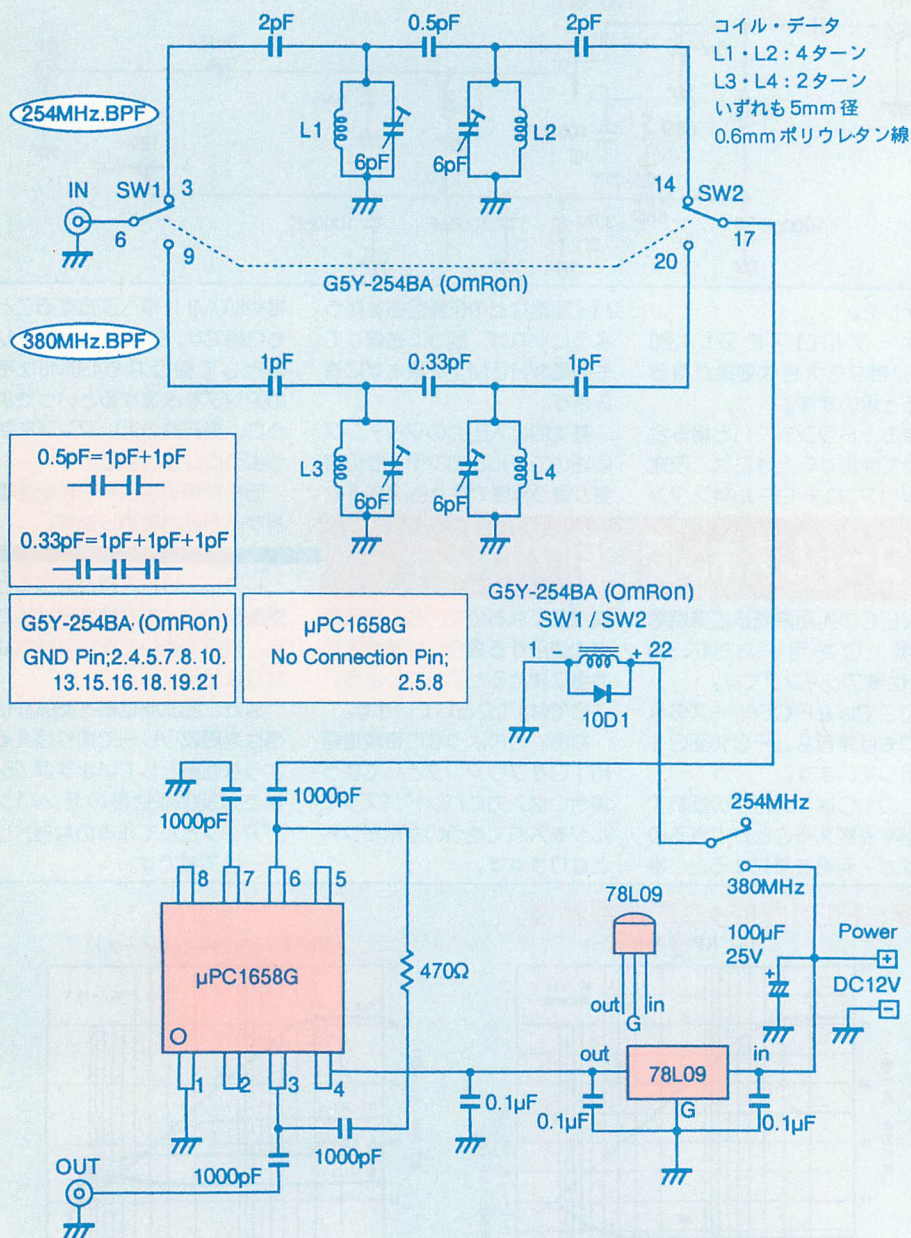 2pF
0.5pF
2pF
コイル・データ
L1・L2:4ターン
L3・L4:2ターン
いずれも5mm径
0.6mmポリウレタン線
254MHz.BPF
L1
6pF
6pF
L2
IN
SW1
3
6
9
14
SW2
17
20
G5Y-254BA (OmRon)
380MHz.BPF
1pF
0.33pF
1pF
L3
6pF
6pF
L4
0.5pF=1pF+1pF
0.33pF=1pF+1pF+1pF
G5Y-254BA (OmRon)
GND Pin;2.4.5.7.8.10.
13.15.16.18.19.21
μPC1658G
No Connection Pin;
2.5.8
G5Y-254BA (OmRon)
SW1 SW2
+ 22
10D1
1000pF
1000pF
254MHz
380MHz
8
7
6
5
μPC1658G
1
2
3
4
470Ω
78L09
out
G
in
100μF
25V
+
Power
+
DC12V
−
out
78L09
in
G
0.1μF
0.1μF
0.1μF
1000pF
1000pF
OUT